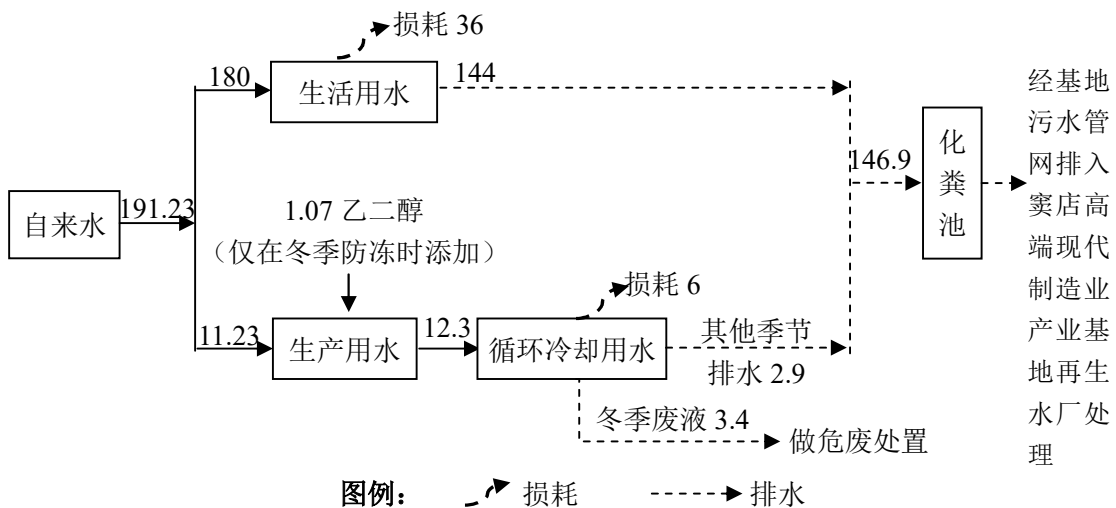 损耗 36
180
生活用水
144
自来水
191.23
1.07 乙二醇
（仅在冬季防冻时添加）
11.23
生产用水
12.3
循环冷却用水
损耗 6
其他季节
排水 2.9
冬季废液 3.4
做危废处置
146.9
化
粪
池
经基地
污水管
网排入
窦店高
端现代
制造业
产业基
地再生
水厂处
理
图例：
损耗
排水